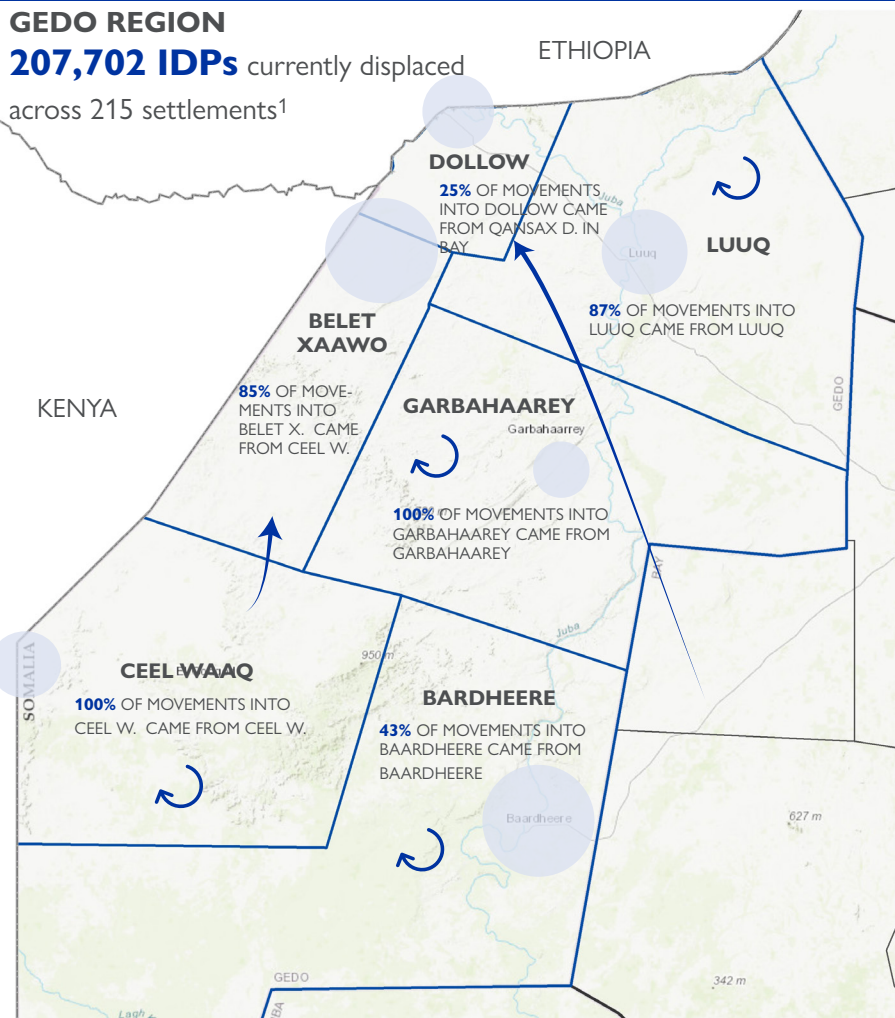 GEDO REGION
207,702 IDPs currently displaced
across 215 settlements¹
ETHIOPIA
DOLLOW
25% OF MOVEMENTS
INTO DOLLOW CAME
FROM QANSAX D. IN
BAY
Juba
Luuq
LUUQ
87% OF MOVEMENTS INTO
LUUQ CAME FROM LUUQ
BELET
XAAWO
85% OF MOVE-
MENTS INTO
BELET X. CAME
FROM CEEL W.
KENYA
GEDO
GARBAHAAREY
Garbahaarrey
100% OF MOVEMENTS INTO
GARBAHAAREY CAME FROM
GARBAHAAREY
BAY
Juba
950 m
SOMALIA
CEEL WAAQ
100% OF MOVEMENTS INTO
CEEL W. CAME FROM CEEL W.
BARDHEERE
43% OF MOVEMENTS INTO
BAARDHEERE CAME FROM
BAARDHEERE
Baardheere
627 m
GEDO
342 m
Lagh